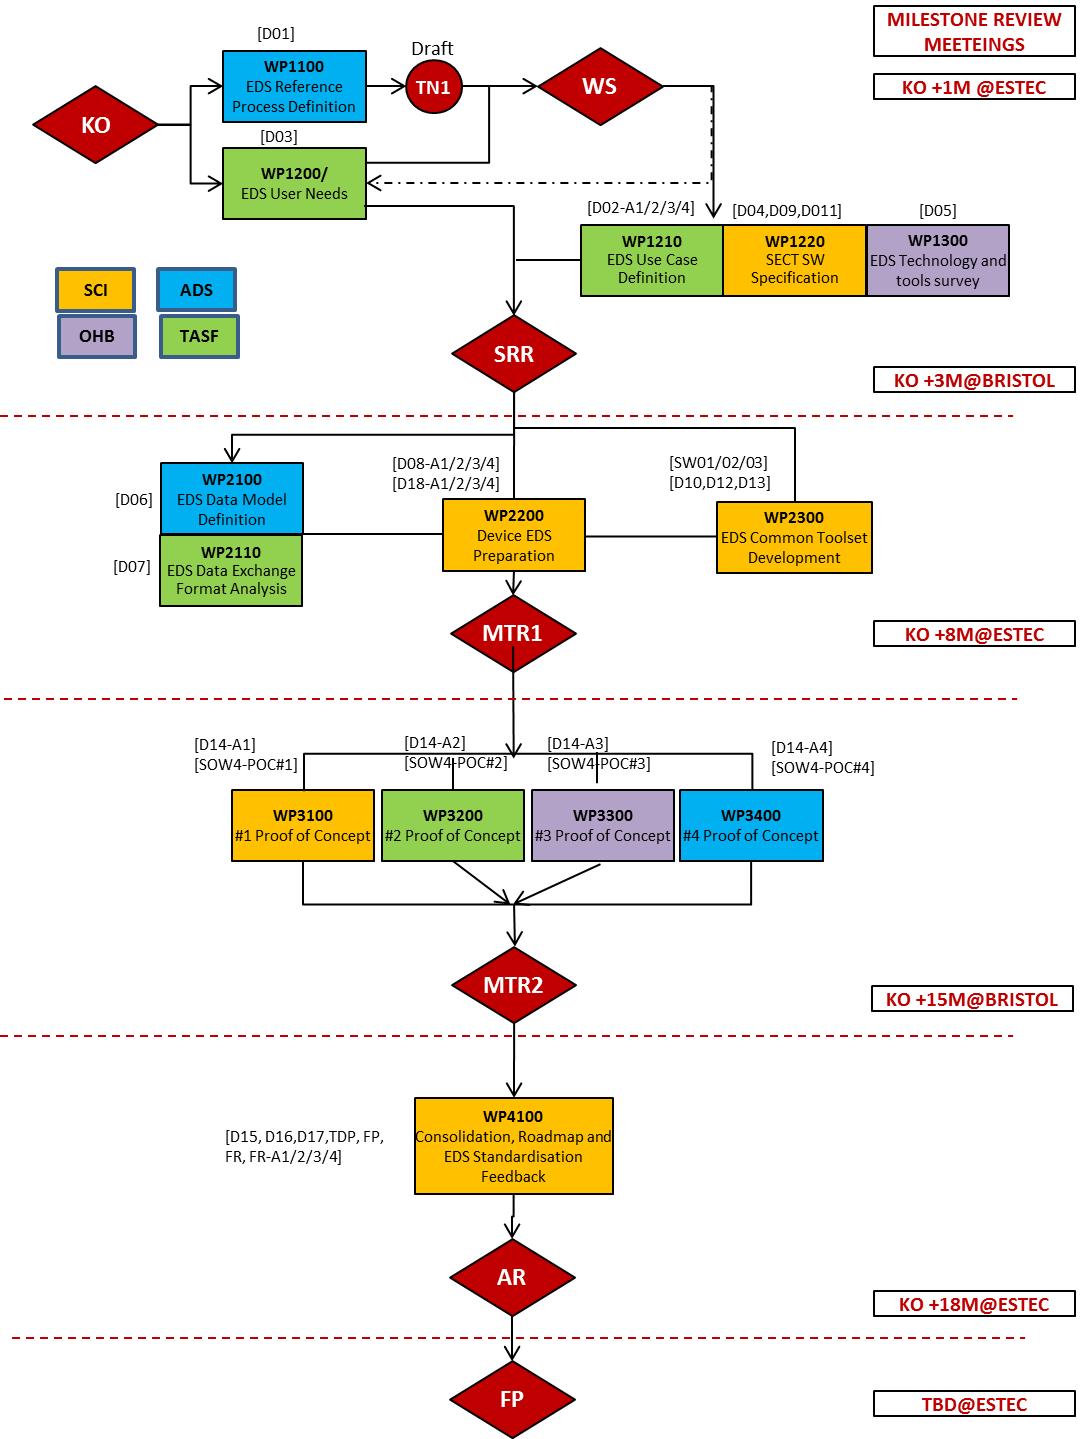 MILESTONE REVIEW
MEETEINGS
[D01]
Draft
WP1100
EDS Reference
Process Definition
TN1
WS
KO +1M @ESTEC
KO
[D03]
WP1200/
EDS User Needs
[D02-A1/2/3/4]
[D04,D09,D011]
[D05]
WP1210
EDS Use Case
Definition
WP1220
SECT SW
Specification
WP1300
EDS Technology and
tools survey
SCI
ADS
OHB
TASF
SRR
KO +3M@BRISTOL
[D08-A1/2/3/4]
[D18-A1/2/3/4]
[SW01/02/03]
[D10,D12,D13]
[D06]
WP2100
EDS Data Model
Definition
WP2200
Device EDS
Preparation
WP2300
EDS Common Toolset
Development
[D07]
WP2110
EDS Data Exchange
Format Analysis
MTR1
KO +8M@ESTEC
[D14-A1]
[SOW4-POC#1]
[D14-A2]
[SOW4-POC#2]
[D14-A3]
[SOW4-POC#3]
[D14-A4]
[SOW4-POC#4]
WP3100
#1 Proof of Concept
WP3200
#2 Proof of Concept
WP3300
#3 Proof of Concept
WP3400
#4 Proof of Concept
MTR2
KO +15M@BRISTOL
[D15, D16,D17,TDP, FP,
FR, FR-A1/2/3/4]
WP4100
Consolidation, Roadmap and
EDS Standardisation
Feedback
AR
KO +18M@ESTEC
FP
TBD@ESTEC